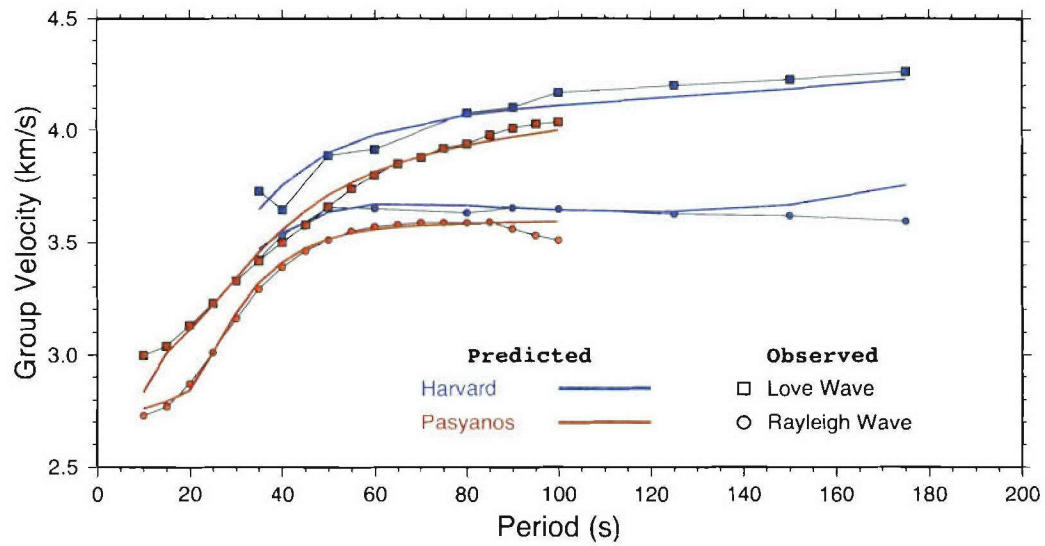 4.5
4.0
3.5
3.0
2.5
Group Velocity (km/s)
0 20 40 60 80 100 120 140 160 180 200
Period (s)
Predicted Observed
Harvard Love Wave
Pasyanos Rayleigh Wave